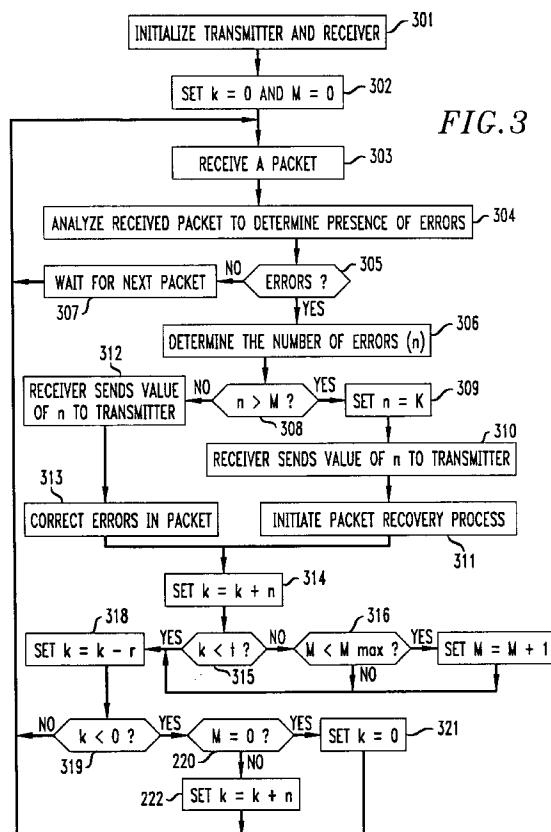 INITIALIZE TRANSMITTER AND RECEIVER
301
SET k = 0 AND M = 0
302
FIG.3
RECEIVE A PACKET
303
ANALYZE RECEIVED PACKET TO DETERMINE PRESENCE OF ERRORS
304
WAIT FOR NEXT PACKET
307
NO
ERRORS ?
305
YES
DETERMINE THE NUMBER OF ERRORS (n)
306
312
RECEIVER SENDS VALUE
OF n TO TRANSMITTER
NO
n > M ?
308
YES
SET n = K
309
RECEIVER SENDS VALUE OF n TO TRANSMITTER
310
313
CORRECT ERRORS IN PACKET
INITIATE PACKET RECOVERY PROCESS
311
SET k = k + n
314
318
SET k = k - r
YES
k < t ?
315
NO
316
M < M max ?
YES
NO
SET M = M + 1
NO
k < 0 ?
319
YES
M = 0 ?
220
YES
NO
SET k = 0
321
222
SET k = k + n